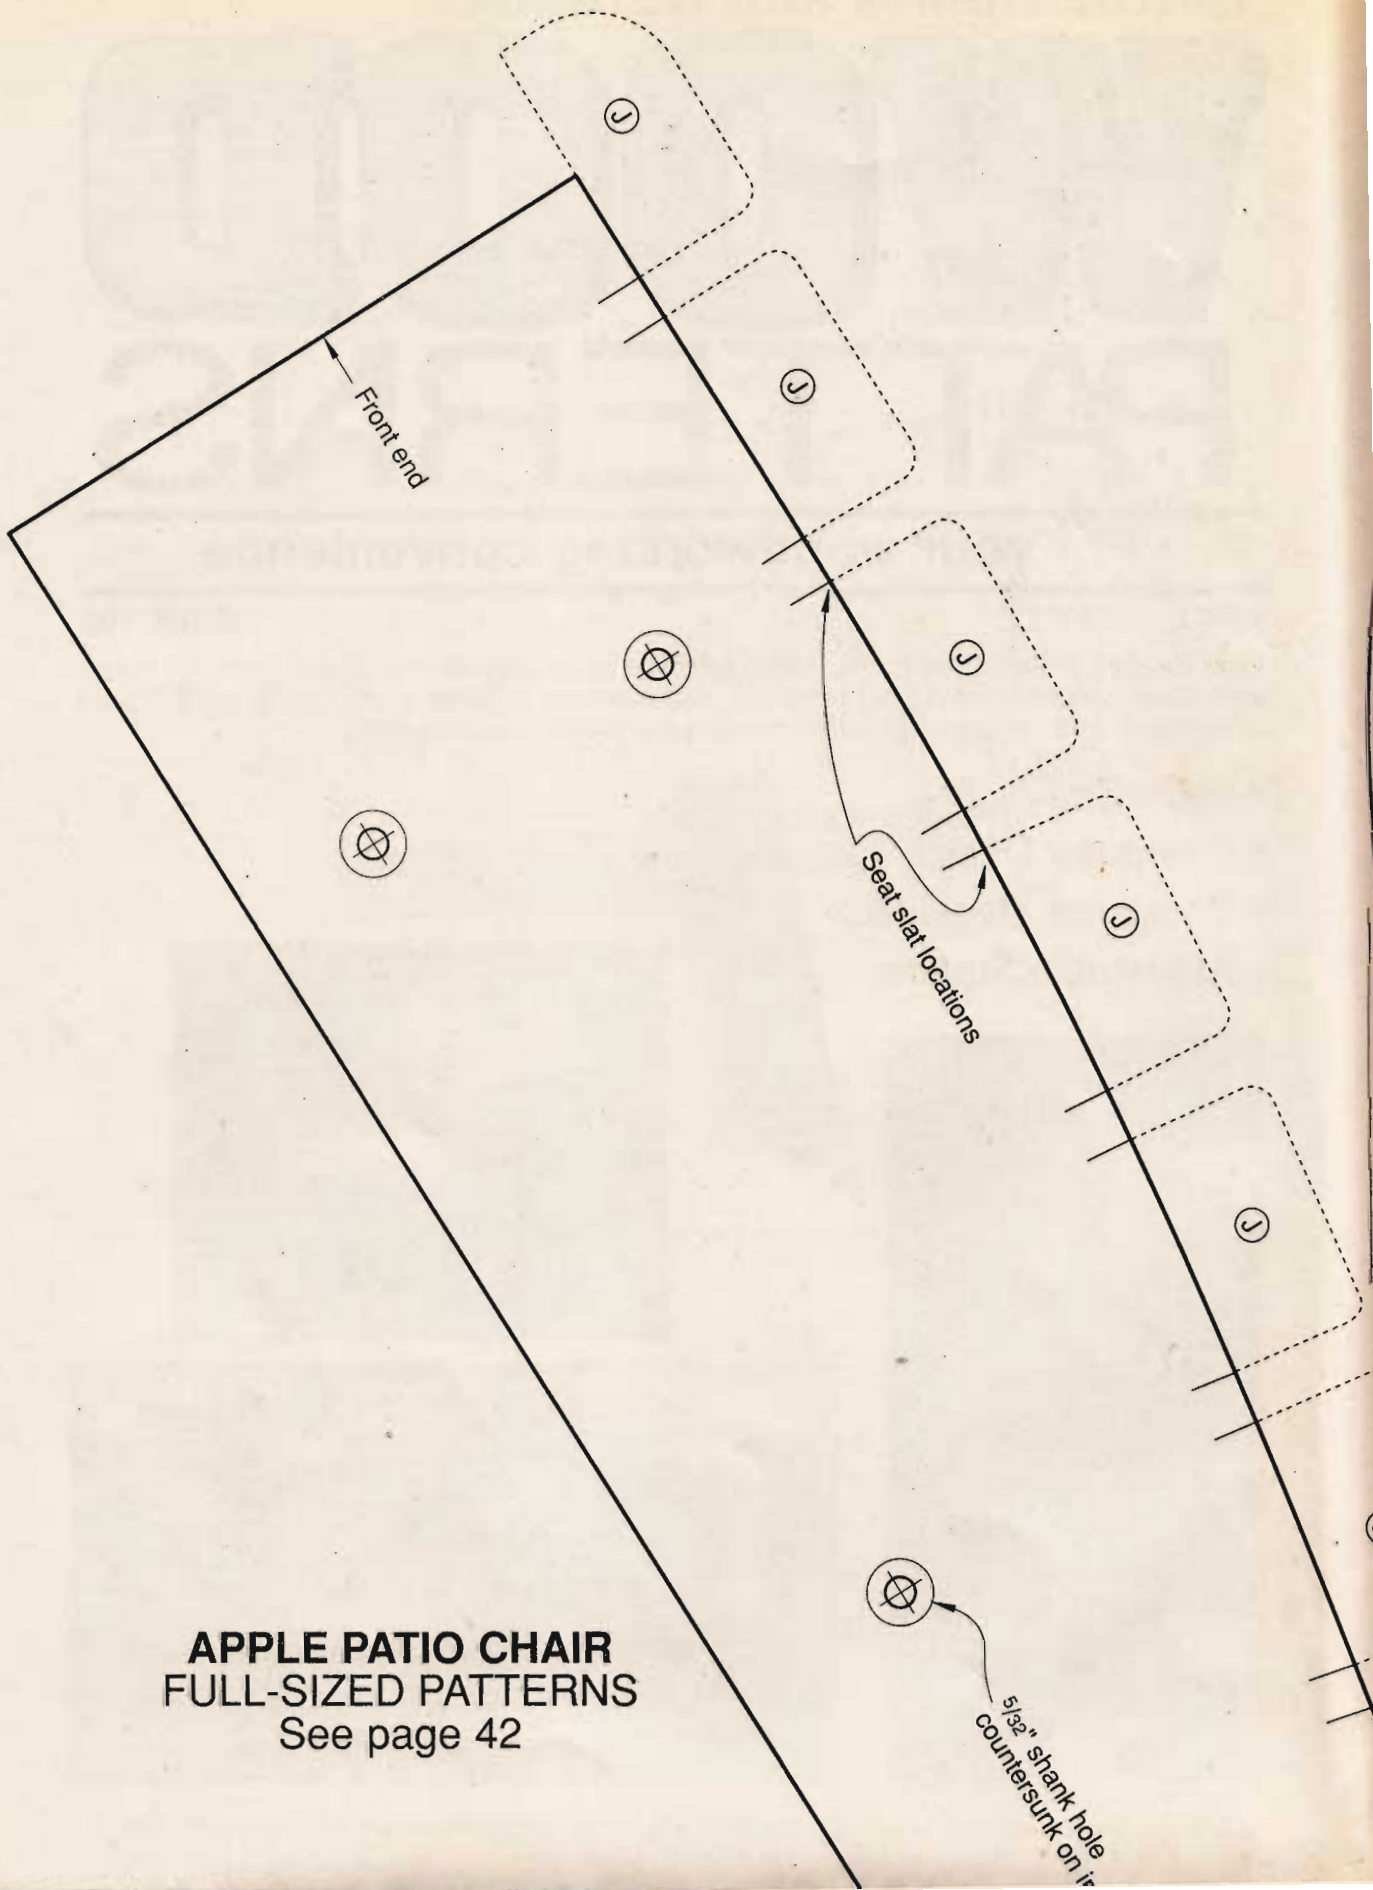 J
J
Front end
J
J
Seat slat locations
J
5/32" shank hole
countersunk on
APPLE PATIO CHAIR
FULL-SIZED PATTERNS
See page 42